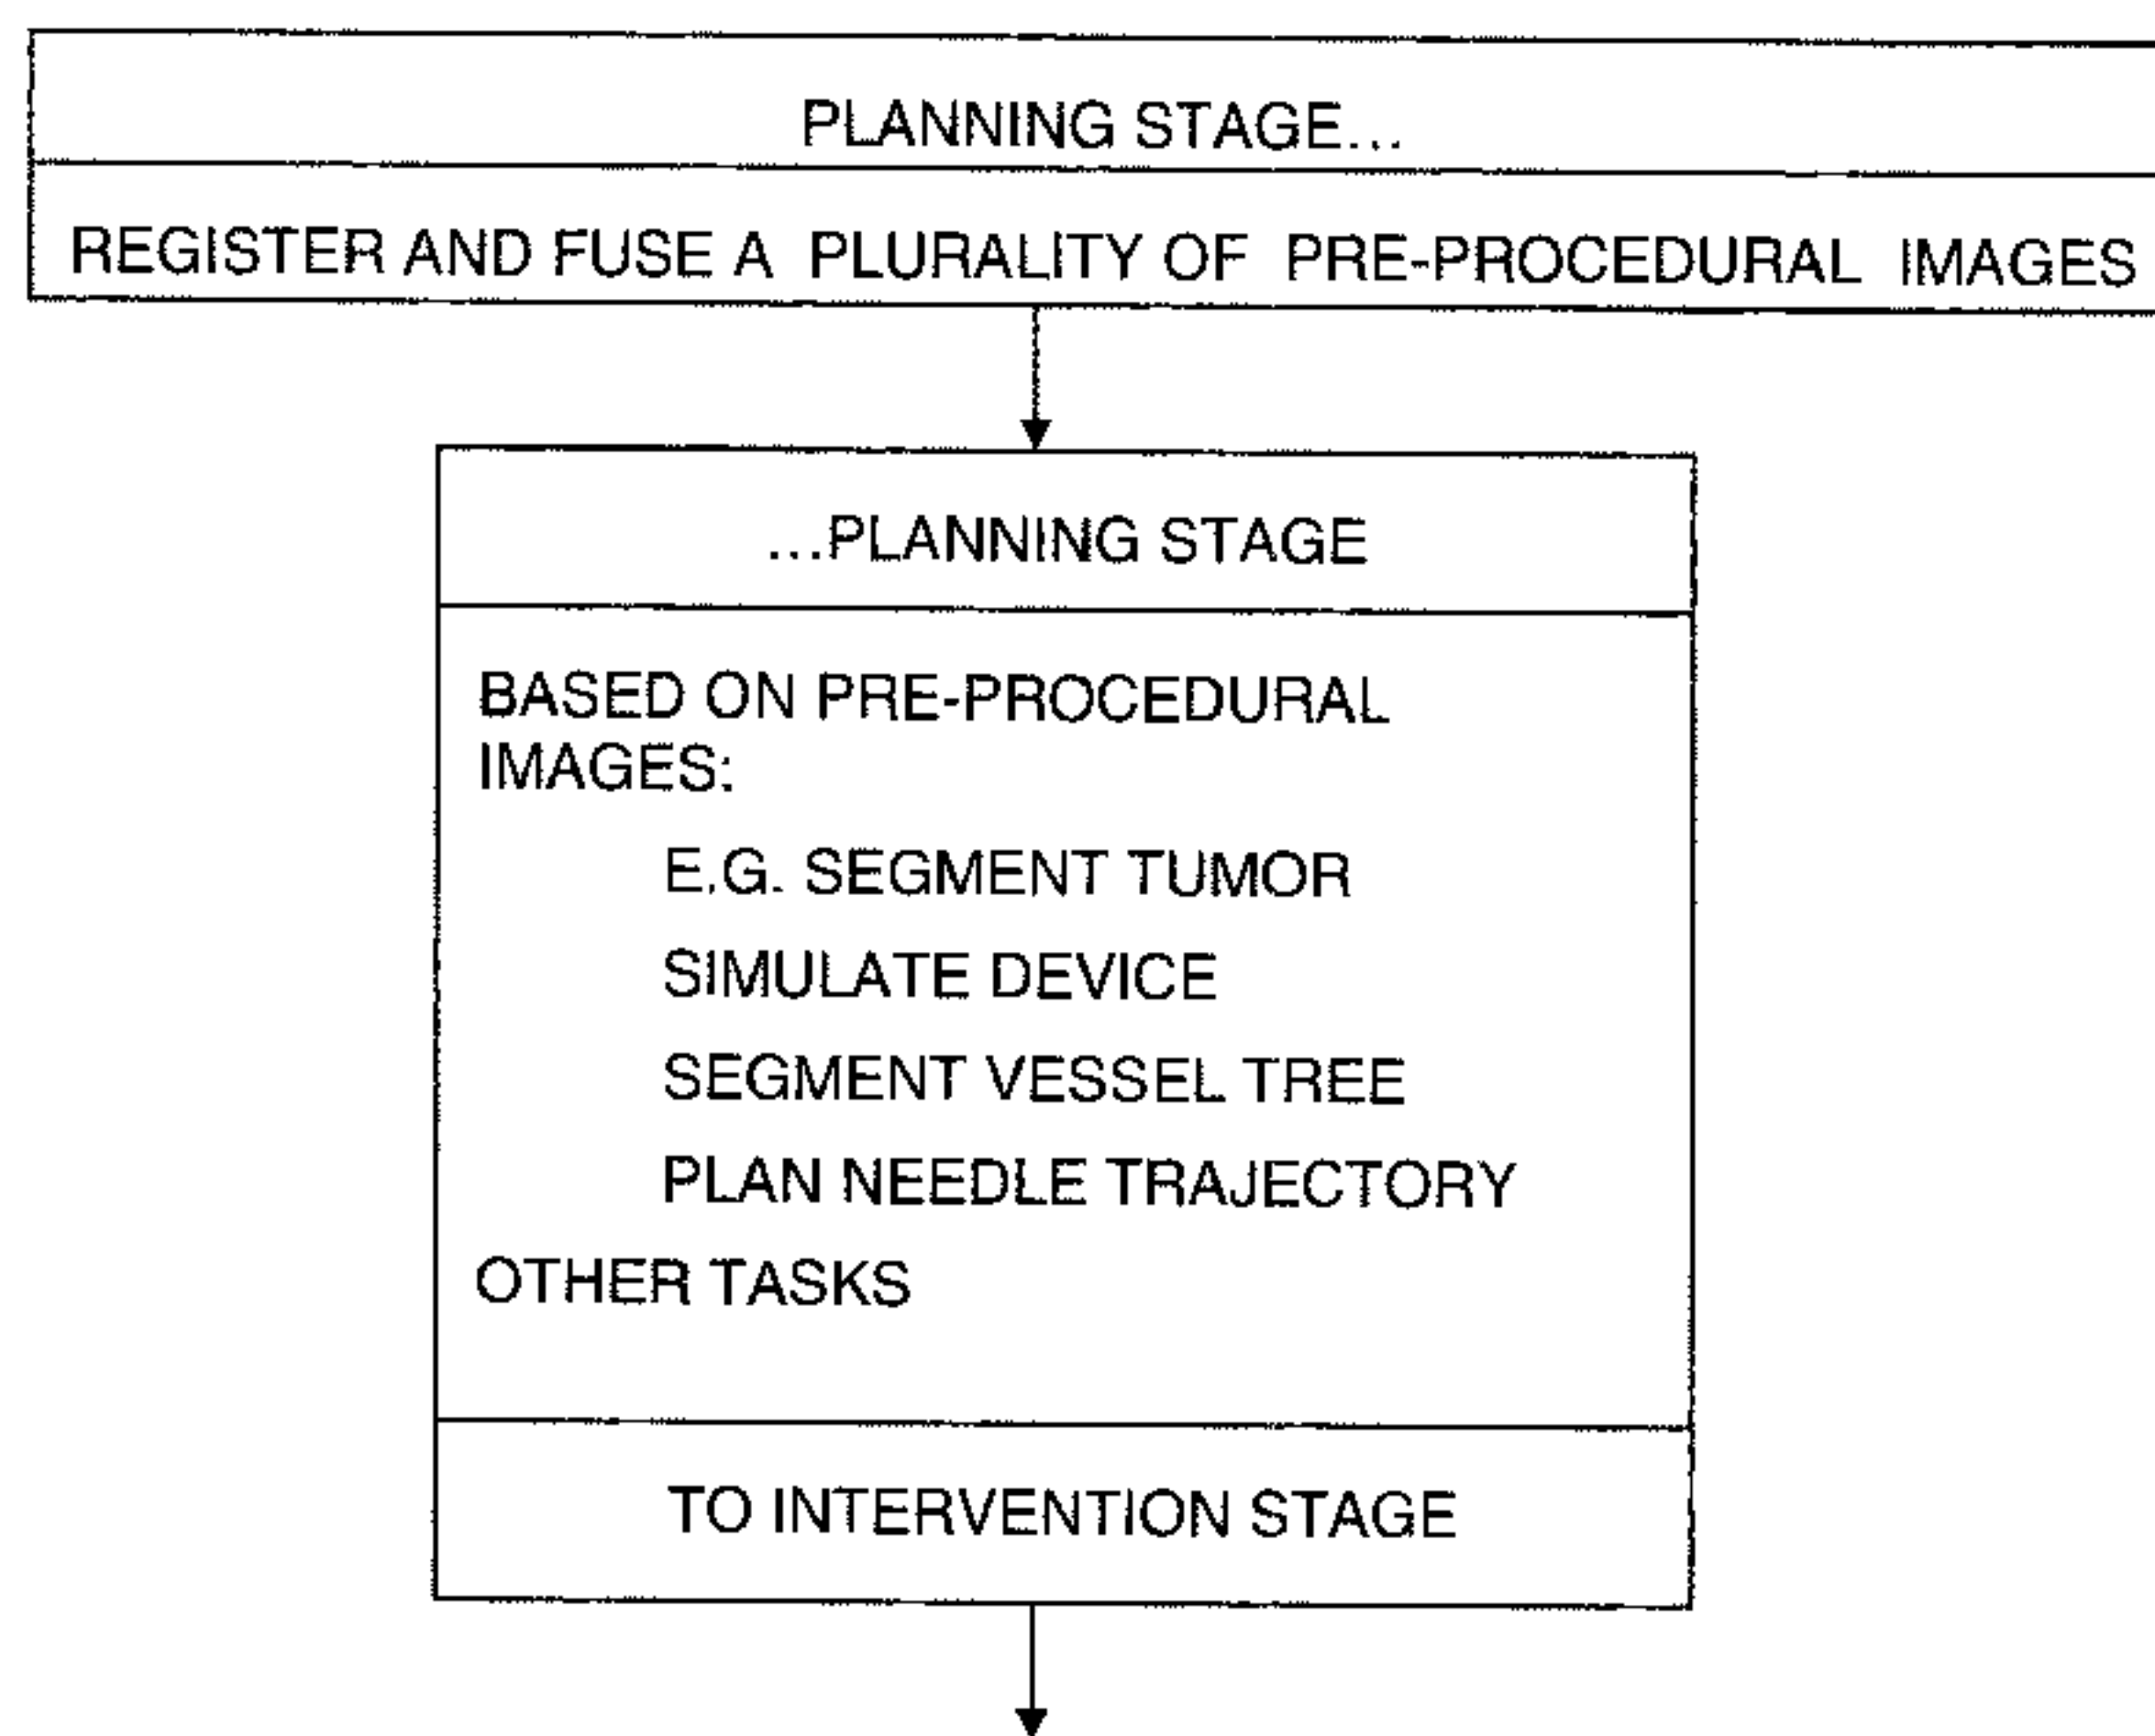 PLANNING STAGE...
REGISTER AND FUSE A PLURALITY OF PRE-PROCEDURAL IMAGES
...PLANNING STAGE
BASED ON PRE-PROCEDURAL
IMAGES:
E.G. SEGMENT TUMOR
SIMULATE DEVICE
SEGMENT VESSEL TREE
PLAN NEEDLE TRAJECTORY
OTHER TASKS
TO INTERVENTION STAGE